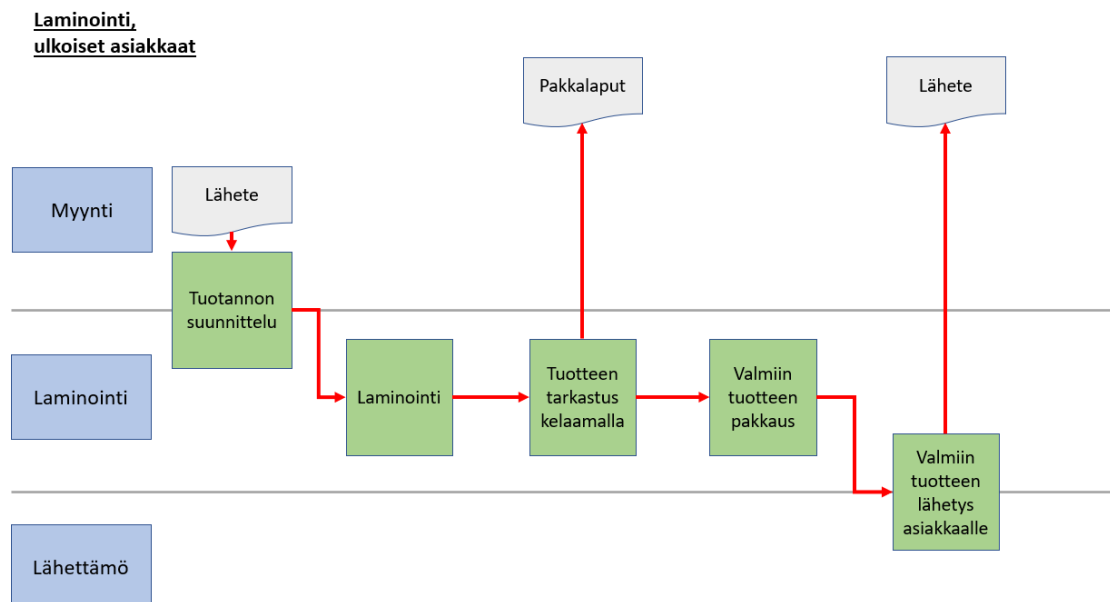 Laminointi,
ulkoiset asiakkaat
Pakkalaput
Lähete
Myynti
Lähete
Tuotannon
suunnittelu
Laminointi
Laminointi
Tuotteen
tarkastus
kelaamalla
Valmiin
tuotteen
pakkaus
Valmiin
tuotteen
lähetys
asiakkaalle
Lähettämö